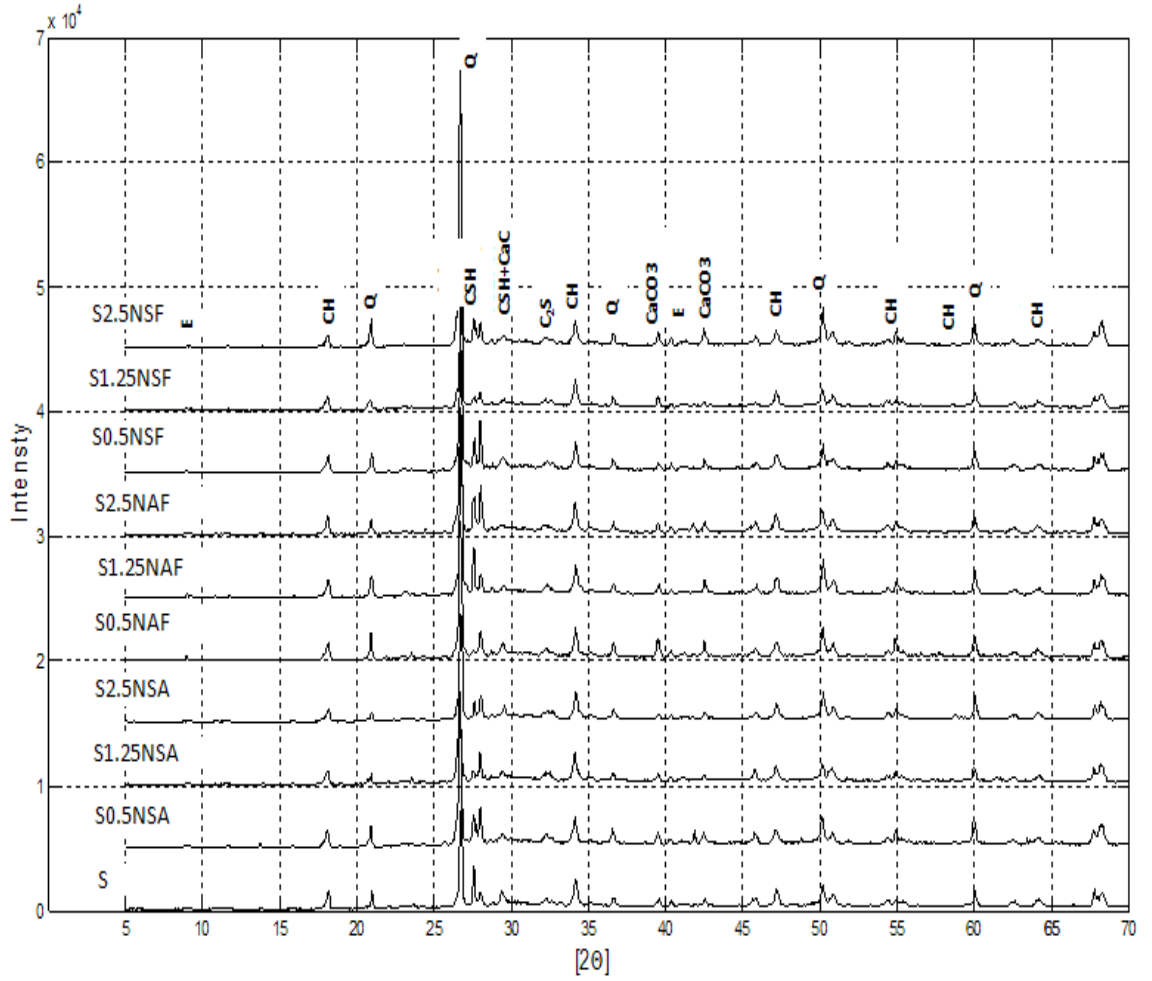 x 10⁴
7
Q
6
5
E
CH
Q
CSH
CSH+CaC
C₂S
CH
Q
CaCO3
E
CaCO3
CH
Q
CH
CH
Q
CH
S2.5NSF
S1.25NSF
4
S0.5NSF
Intensty
S2.5NAF
3
S1.25NAF
S0.5NAF
2
S2.5NSA
S1.25NSA
1
S0.5NSA
S
0
5 10 15 20 25 30 35 40 45 50 55 60 65 70
[2θ]